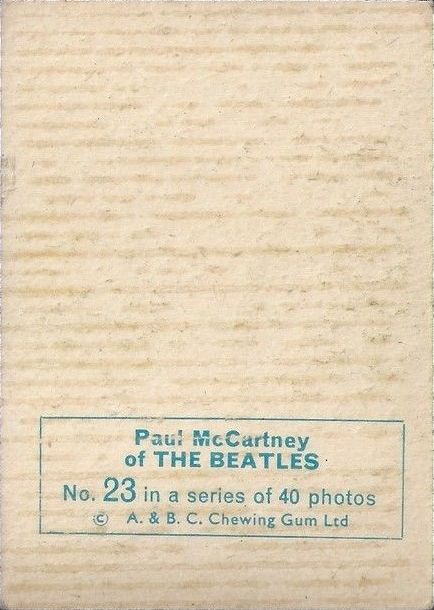 Paul McCartney
of THE BEATLES
No. 23 in a series of 40 photos
© A. & B. C. Chewing Gum Ltd